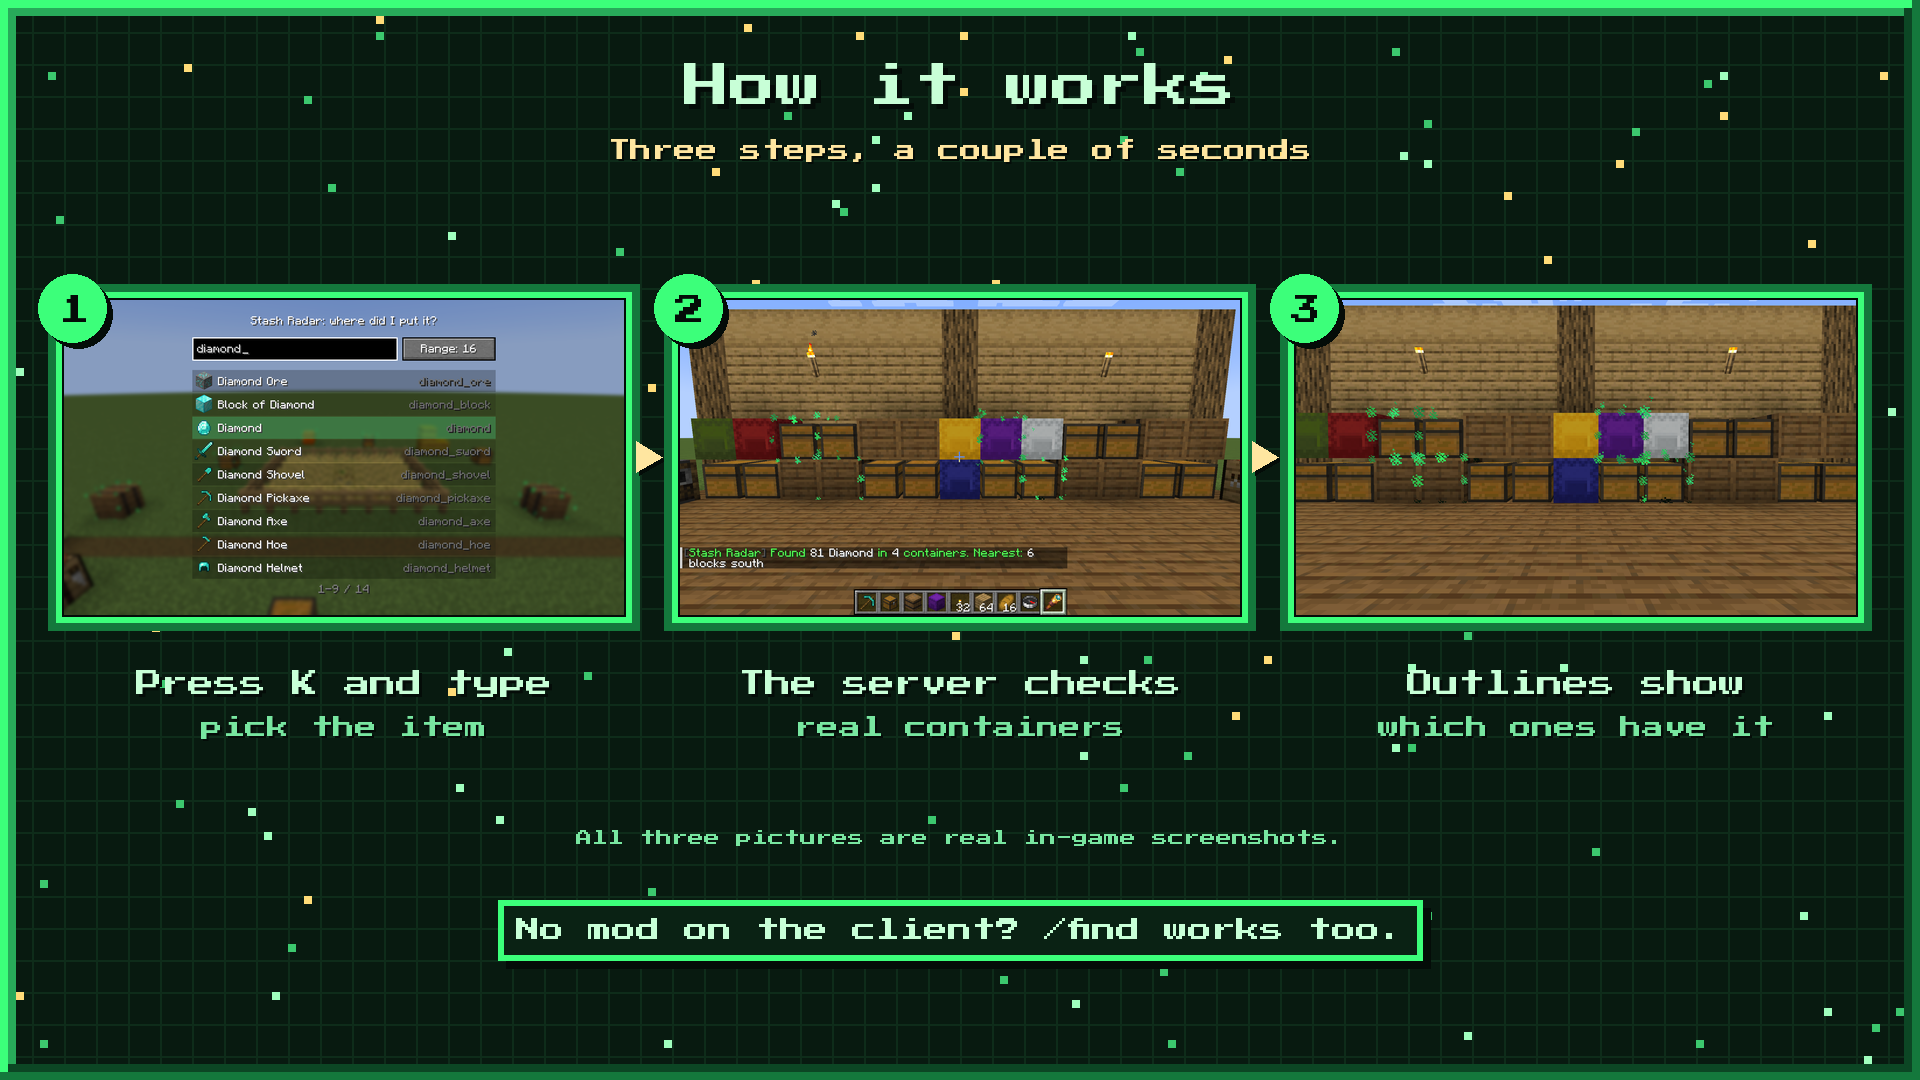 How it works
Three steps, a couple of seconds
1
Stash Radar: where did I put it?
diamond_
Range: 16
Diamond Ore diamond_ore
Block of Diamond diamond_block
Diamond diamond
Diamond Sword diamond_sword
Diamond Shovel diamond_shovel
Diamond Pickaxe diamond_pickaxe
Diamond Axe diamond_axe
Diamond Hoe diamond_hoe
Diamond Helmet diamond_helmet
1-9 / 14
Press K and type
pick the item
2
[Stash Radar] Found 81 Diamond in 4 containers. Nearest: 6
blocks south
32 64 16
The server checks
real containers
3
Outlines show
which ones have it
All three pictures are real in-game screenshots.
No mod on the client? /find works too.